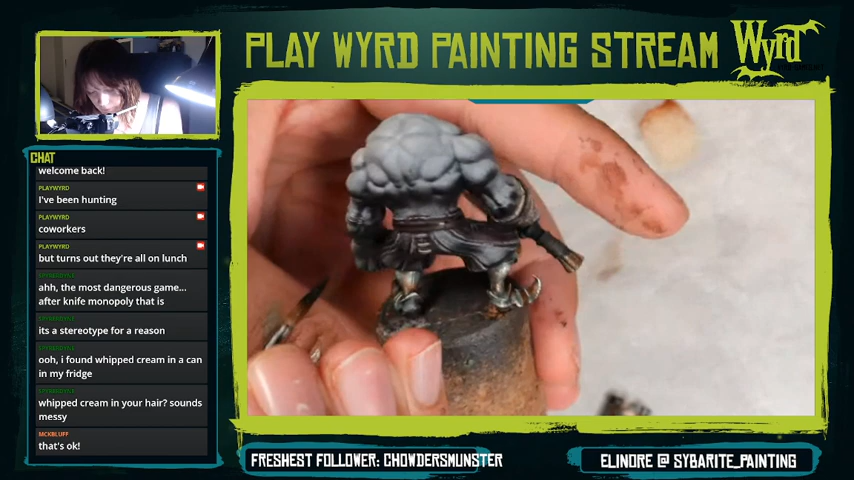 PLAY WYRD PAINTING STREAM
Wyrd
CHAT
welcome back!
PLAYWYRD
I've been hunting
PLAYWYRD
coworkers
PLAYWYRD
but turns out they're all on lunch
ahh, the most dangerous game...
after knife monopoly that is
its a stereotype for a reason
ooh, i found whipped cream in a can
in my fridge
whipped cream in your hair? sounds
messy
MCKBLUFF
that's ok!
FRESHEST FOLLOWER: CHOWDERSMUNSTER
ELINORE @ SYBARITE_PAINTING